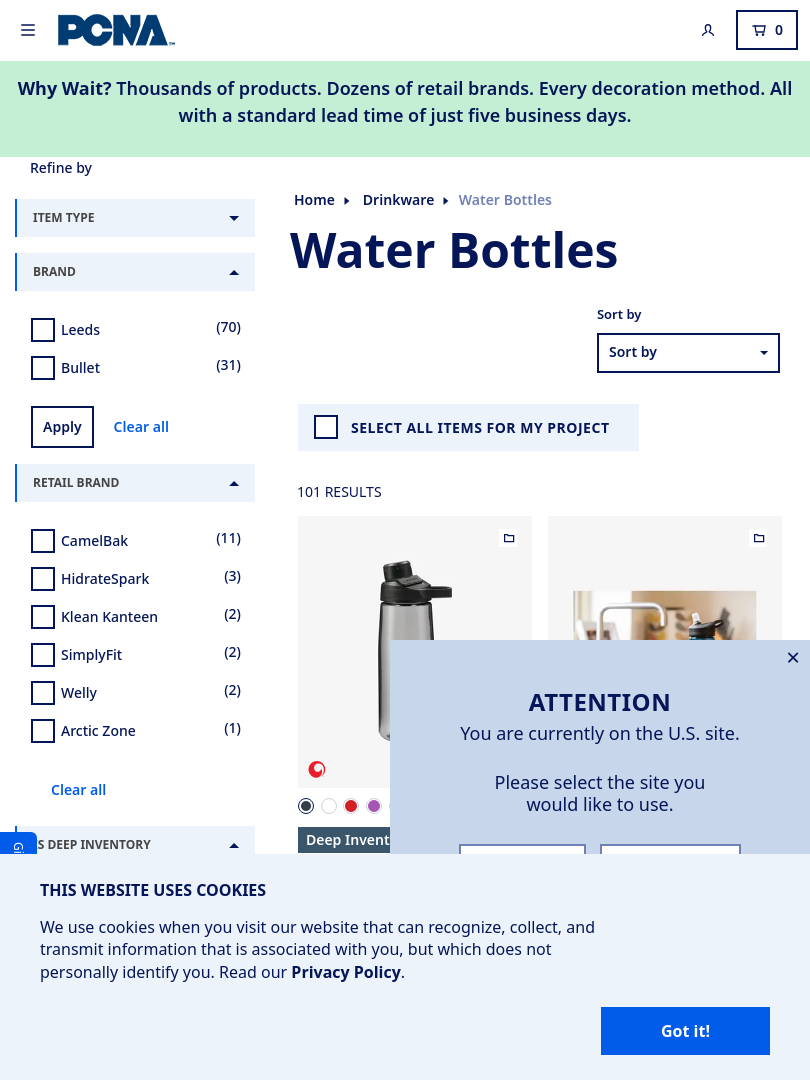 PCNA
0
Why Wait? Thousands of products. Dozens of retail brands. Every decoration method. All
with a standard lead time of just five business days.
Refine by
ITEM TYPE
BRAND
Leeds (70)
Bullet (31)
Apply Clear all
RETAIL BRAND
CamelBak (11)
HidrateSpark (3)
Klean Kanteen (2)
SimplyFit (2)
Welly (2)
Arctic Zone (1)
Clear all
IS DEEP INVENTORY
Home Drinkware Water Bottles
Water Bottles
Sort by
Sort by
SELECT ALL ITEMS FOR MY PROJECT
101 RESULTS
ATTENTION
You are currently on the U.S. site.
Please select the site you
would like to use.
THIS WEBSITE USES COOKIES
We use cookies when you visit our website that can recognize, collect, and
transmit information that is associated with you, but which does not
personally identify you. Read our Privacy Policy.
Got it!
Deep Invent